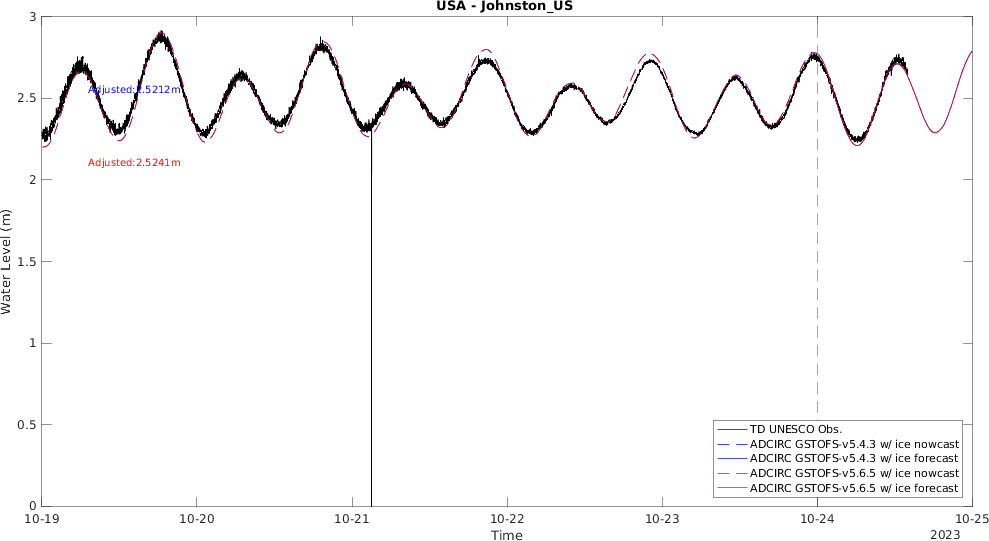 USA - Johnston_US
3
2.5
2
1.5
1
0.5
0
Water Level (m)
Adjusted:2.5212m
Adjusted:2.5241m
TD UNESCO Obs.
ADCIRC GSTOFS-v5.4.3 w/ ice nowcast
ADCIRC GSTOFS-v5.4.3 w/ ice forecast
ADCIRC GSTOFS-v5.6.5 w/ ice nowcast
ADCIRC GSTOFS-v5.6.5 w/ ice forecast
10-19 10-20 10-21 10-22 10-23 10-24 10-25
Time
2023